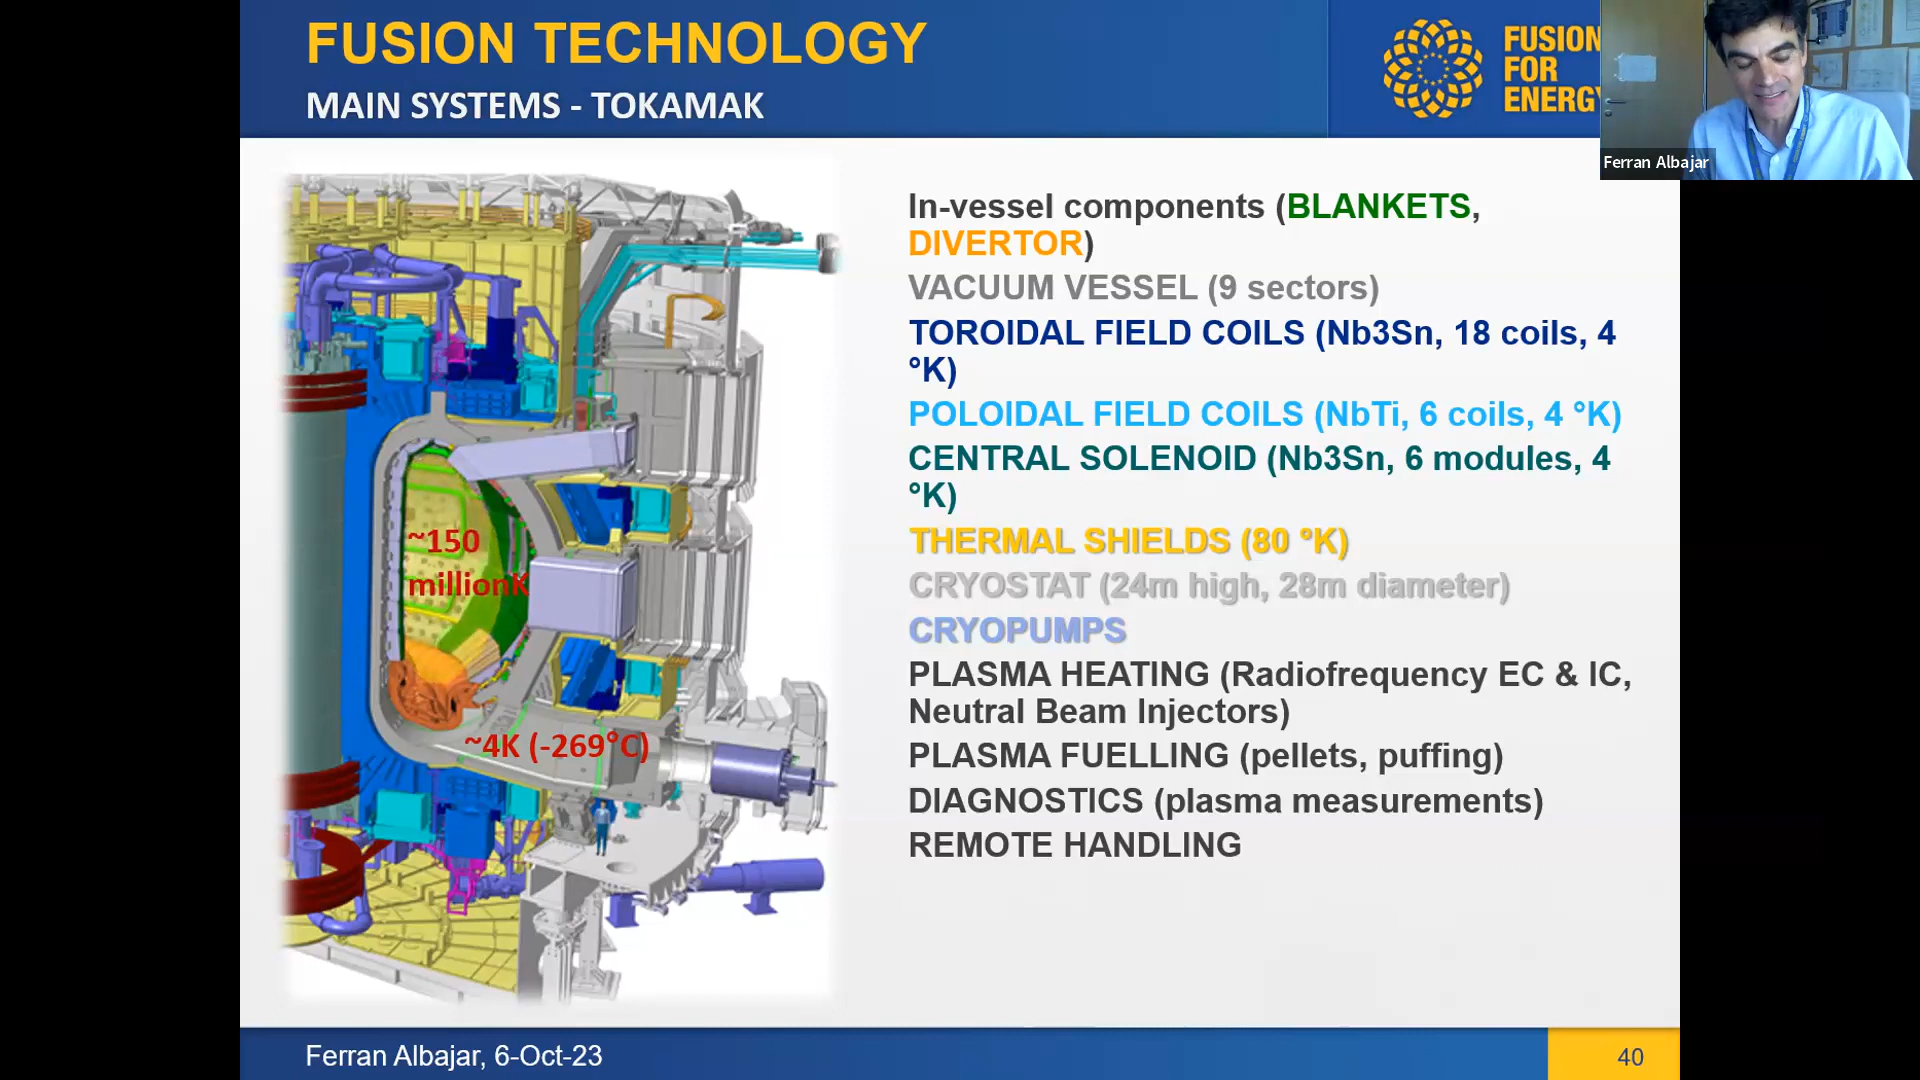 FUSION TECHNOLOGY
MAIN SYSTEMS - TOKAMAK
FUSION
FOR
ENERGY
Ferran Albajar
In-vessel components (BLANKETS,
DIVERTOR)
VACUUM VESSEL (9 sectors)
TOROIDAL FIELD COILS (Nb3Sn, 18 coils, 4
°K)
POLOIDAL FIELD COILS (NbTi, 6 coils, 4 °K)
CENTRAL SOLENOID (Nb3Sn, 6 modules, 4
°K)
THERMAL SHIELDS (80 °K)
CRYOSTAT (24m high, 28m diameter)
CRYOPUMPS
PLASMA HEATING (Radiofrequency EC & IC,
Neutral Beam Injectors)
PLASMA FUELLING (pellets, puffing)
DIAGNOSTICS (plasma measurements)
REMOTE HANDLING
~150
millionK
~4K (-269°C)
Ferran Albajar, 6-Oct-23
40